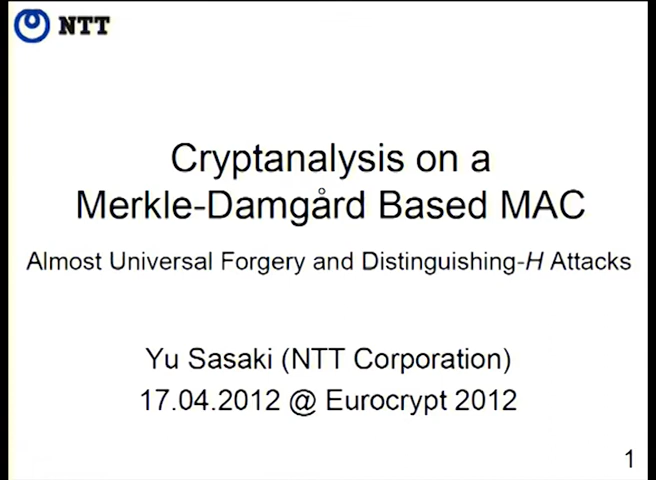 NTT
Cryptanalysis on a
Merkle-Damgård Based MAC
Almost Universal Forgery and Distinguishing-H Attacks
Yu Sasaki (NTT Corporation)
17.04.2012 @ Eurocrypt 2012
1